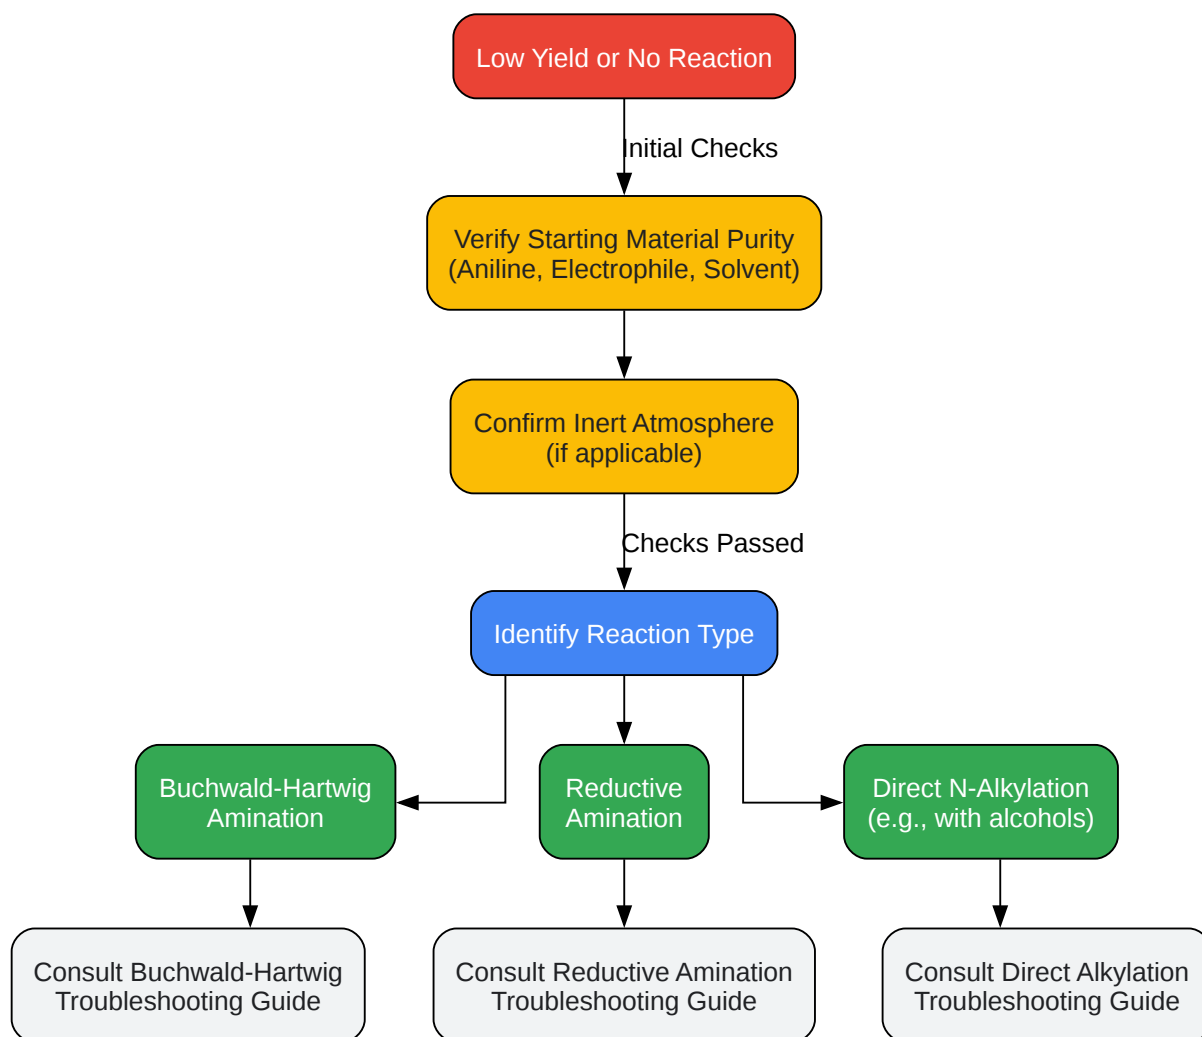 Low Yield or No Reaction
Initial Checks
Verify Starting Material Purity
(Aniline, Electrophile, Solvent)
Confirm Inert Atmosphere
(if applicable)
Checks Passed
Identify Reaction Type
Buchwald-Hartwig
Amination
Reductive
Amination
Direct N-Alkylation
(e.g., with alcohols)
Consult Buchwald-Hartwig
Troubleshooting Guide
Consult Reductive Amination
Troubleshooting Guide
Consult Direct Alkylation
Troubleshooting Guide